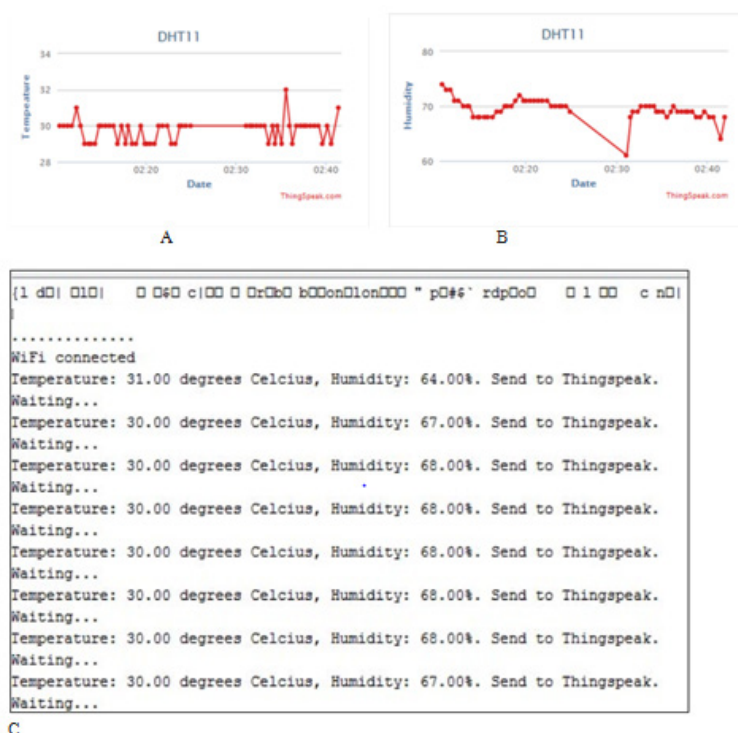 DHT11
34
32
30
28
Tempeature
02:20
02:30
02:40
Date
ThingSpeak.com
A
DHT11
80
70
60
Humidity
02:20
02:30
02:40
Date
ThingSpeak.com
B
WiFi connected
Temperature: 31.00 degrees Celcius, Humidity: 64.00%. Send to Thingspeak.
Waiting...
Temperature: 30.00 degrees Celcius, Humidity: 67.00%. Send to Thingspeak.
Waiting...
Temperature: 30.00 degrees Celcius, Humidity: 68.00%. Send to Thingspeak.
Waiting...
Temperature: 30.00 degrees Celcius, Humidity: 68.00%. Send to Thingspeak.
Waiting...
Temperature: 30.00 degrees Celcius, Humidity: 68.00%. Send to Thingspeak.
Waiting...
Temperature: 30.00 degrees Celcius, Humidity: 68.00%. Send to Thingspeak.
Waiting...
Temperature: 30.00 degrees Celcius, Humidity: 68.00%. Send to Thingspeak.
Waiting...
Temperature: 30.00 degrees Celcius, Humidity: 67.00%. Send to Thingspeak.
Waiting...
C